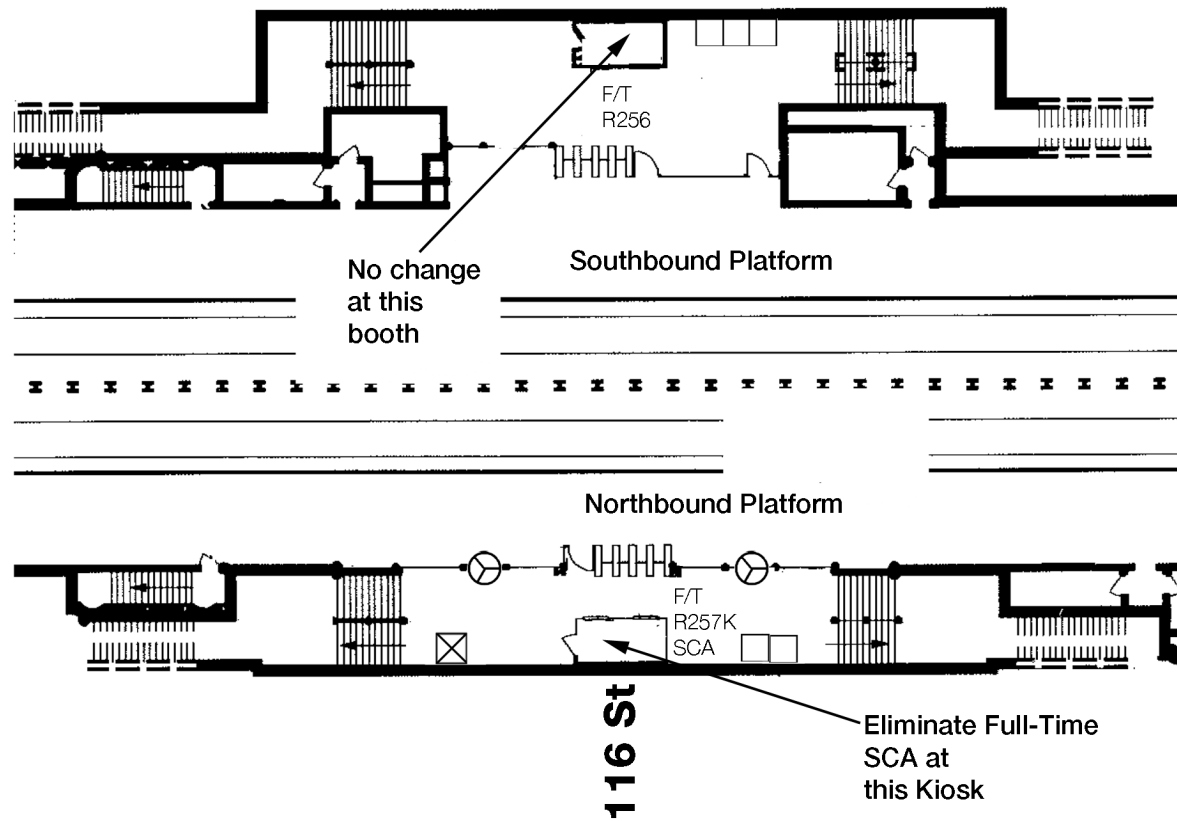 F/T
R256
No change
at this
booth
Southbound Platform
Northbound Platform
F/T
R257K
SCA
116 St
Eliminate Full-Time
SCA at
this Kiosk